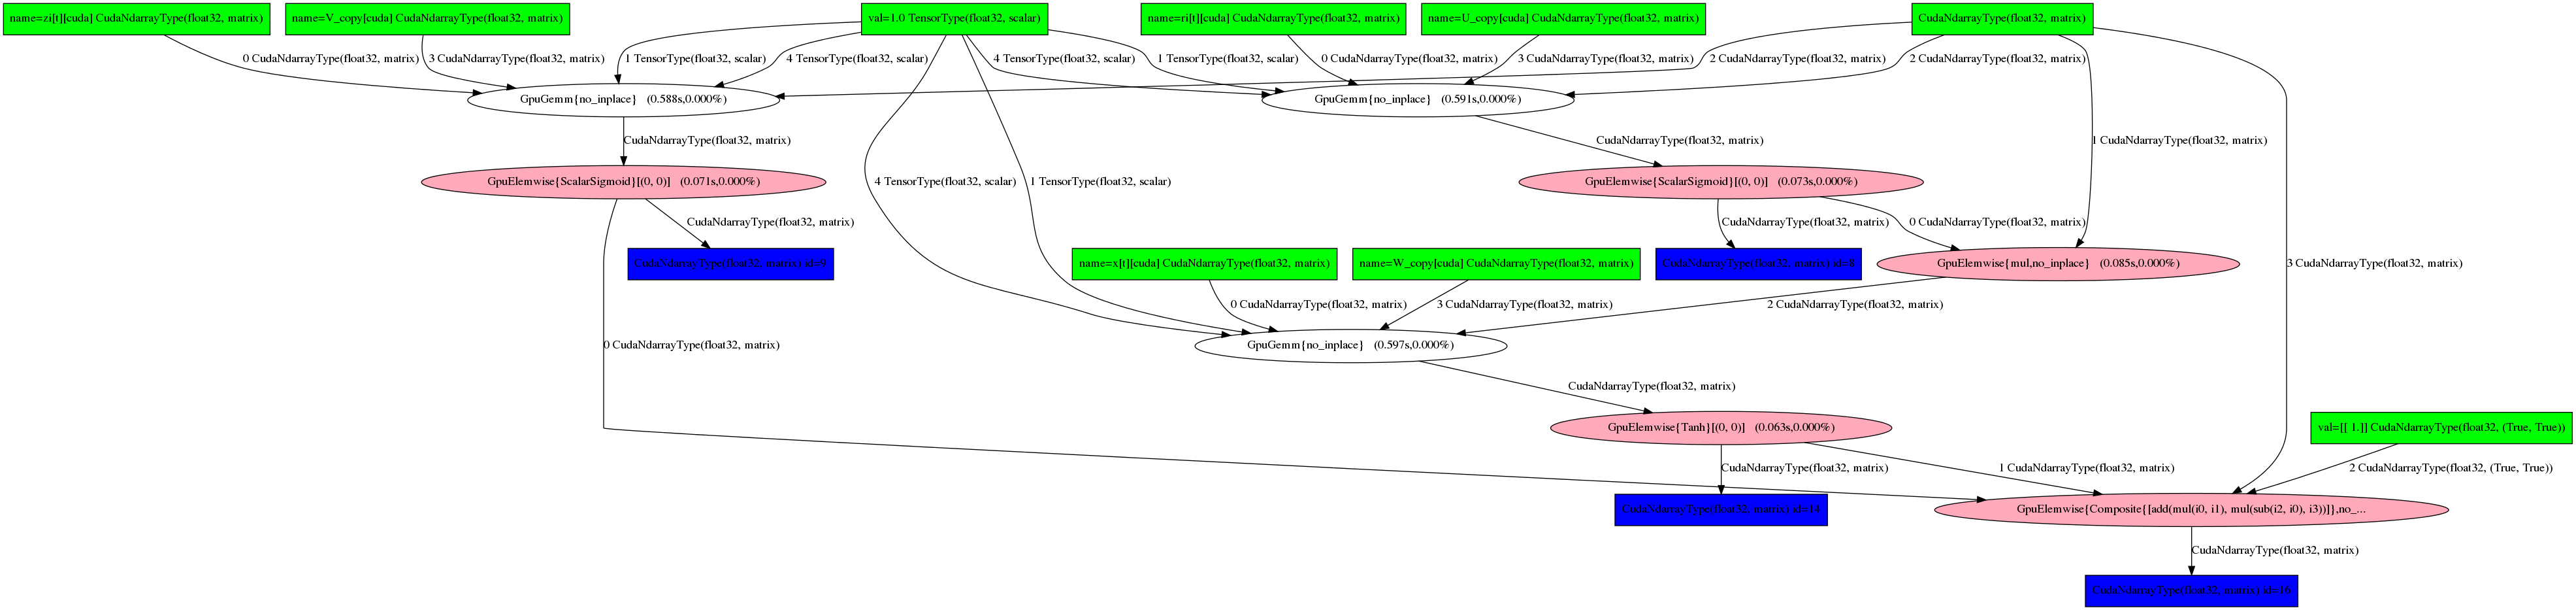 name=zi[t][cuda] CudaNdarrayType(float32, matrix)
name=V_copy[cuda] CudaNdarrayType(float32, matrix)
val=1.0 TensorType(float32, scalar)
name=ri[t][cuda] CudaNdarrayType(float32, matrix)
name=U_copy[cuda] CudaNdarrayType(float32, matrix)
CudaNdarrayType(float32, matrix)
0 CudaNdarrayType(float32, matrix)
3 CudaNdarrayType(float32, matrix)
1 TensorType(float32, scalar)
4 TensorType(float32, scalar)
4 TensorType(float32, scalar)
1 TensorType(float32, scalar)
0 CudaNdarrayType(float32, matrix)
3 CudaNdarrayType(float32, matrix)
2 CudaNdarrayType(float32, matrix)
2 CudaNdarrayType(float32, matrix)
GpuGemm{no_inplace} (0.588s,0.000%)
GpuGemm{no_inplace} (0.591s,0.000%)
CudaNdarrayType(float32, matrix)
CudaNdarrayType(float32, matrix)
1 CudaNdarrayType(float32, matrix)
GpuElemwise{ScalarSigmoid}[(0, 0)] (0.071s,0.000%)
4 TensorType(float32, scalar)
1 TensorType(float32, scalar)
GpuElemwise{ScalarSigmoid}[(0, 0)] (0.073s,0.000%)
CudaNdarrayType(float32, matrix)
CudaNdarrayType(float32, matrix)
0 CudaNdarrayType(float32, matrix)
CudaNdarrayType(float32, matrix) id=9
name=x[t][cuda] CudaNdarrayType(float32, matrix)
name=W_copy[cuda] CudaNdarrayType(float32, matrix)
CudaNdarrayType(float32, matrix) id=8
GpuElemwise{mul,no_inplace} (0.085s,0.000%)
3 CudaNdarrayType(float32, matrix)
0 CudaNdarrayType(float32, matrix)
3 CudaNdarrayType(float32, matrix)
2 CudaNdarrayType(float32, matrix)
0 CudaNdarrayType(float32, matrix)
GpuGemm{no_inplace} (0.597s,0.000%)
CudaNdarrayType(float32, matrix)
GpuElemwise{Tanh}[(0, 0)] (0.063s,0.000%)
val=[[ 1.]] CudaNdarrayType(float32, (True, True))
CudaNdarrayType(float32, matrix)
1 CudaNdarrayType(float32, matrix)
2 CudaNdarrayType(float32, (True, True))
CudaNdarrayType(float32, matrix) id=14
GpuElemwise{Composite{[add(mul(i0, i1), mul(sub(i2, i0), i3))]},no_...
CudaNdarrayType(float32, matrix)
CudaNdarrayType(float32, matrix) id=16